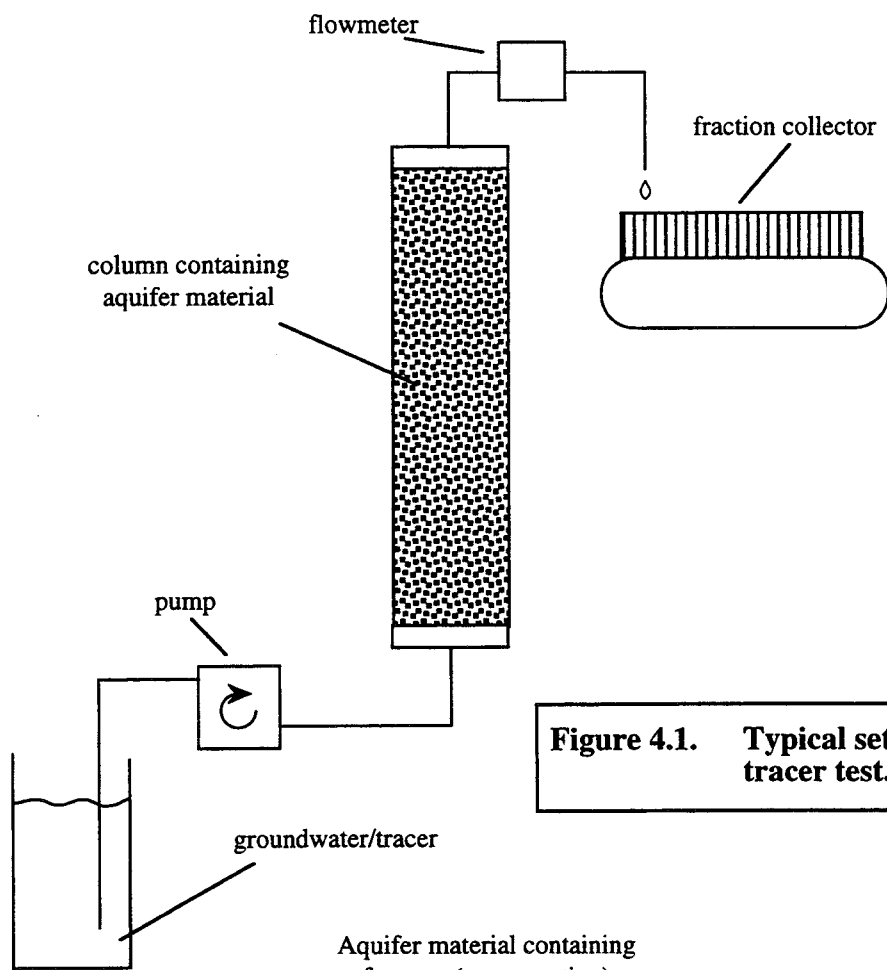 flowmeter
fraction collector
column containing
aquifer material
pump
Figure 4.1. Typical set
tracer test.
groundwater/tracer
Aquifer material containing